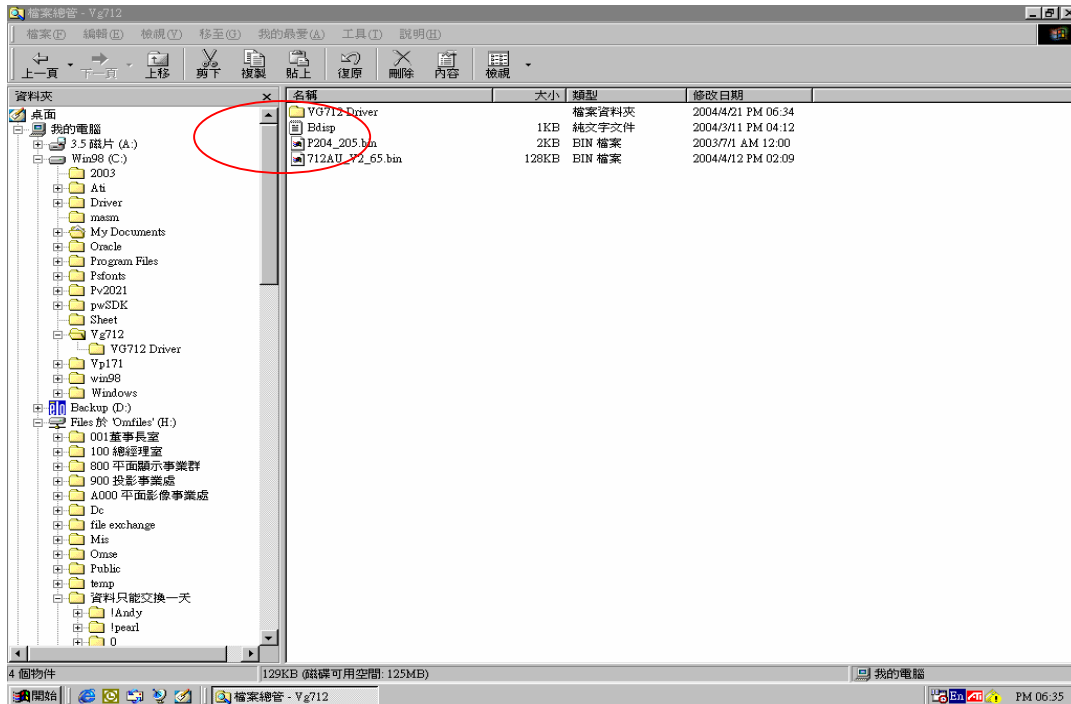 檔案總管 - Vg712
檔案(F) 編輯(E) 檢視(V) 移至(G) 我的最愛(A) 工具(T) 說明(H)
上一頁 下一頁 上移 剪下 複製 貼上 復原 刪除 內容 檢視
資料夾
名稱 大小 類型 修改日期
桌面
我的電腦
3.5 磁片 (A:)
Win98 (C:)
2003
Ati
Driver
masm
My Documents
Oracle
Program Files
Psfonts
Pv2021
pwSDK
Sheet
Vg712
VG712 Driver
Vp171
win98
Windows
Backup (D:)
Files 於 'Omfiles' (H:)
001董事長室
100 總經理室
800 平面顯示事業群
900 投影事業處
A000 平面影像事業處
Dc
file exchange
Mis
Omse
Public
temp
資料只能交換一天
!Andy
!pearl
0
VG712 Driver 檔案資料夾 2004/4/21 PM 06:34
Bdisp 1KB 純文字文件 2004/3/11 PM 04:12
P204_205.bin 2KB BIN 檔案 2003/7/1 AM 12:00
712AU_V2_65.bin 128KB BIN 檔案 2004/4/12 PM 02:09
4 個物件 129KB (磁碟可用空間: 125MB) 我的電腦
開始 檔案總管 - Vg712 En ATI PM 06:35